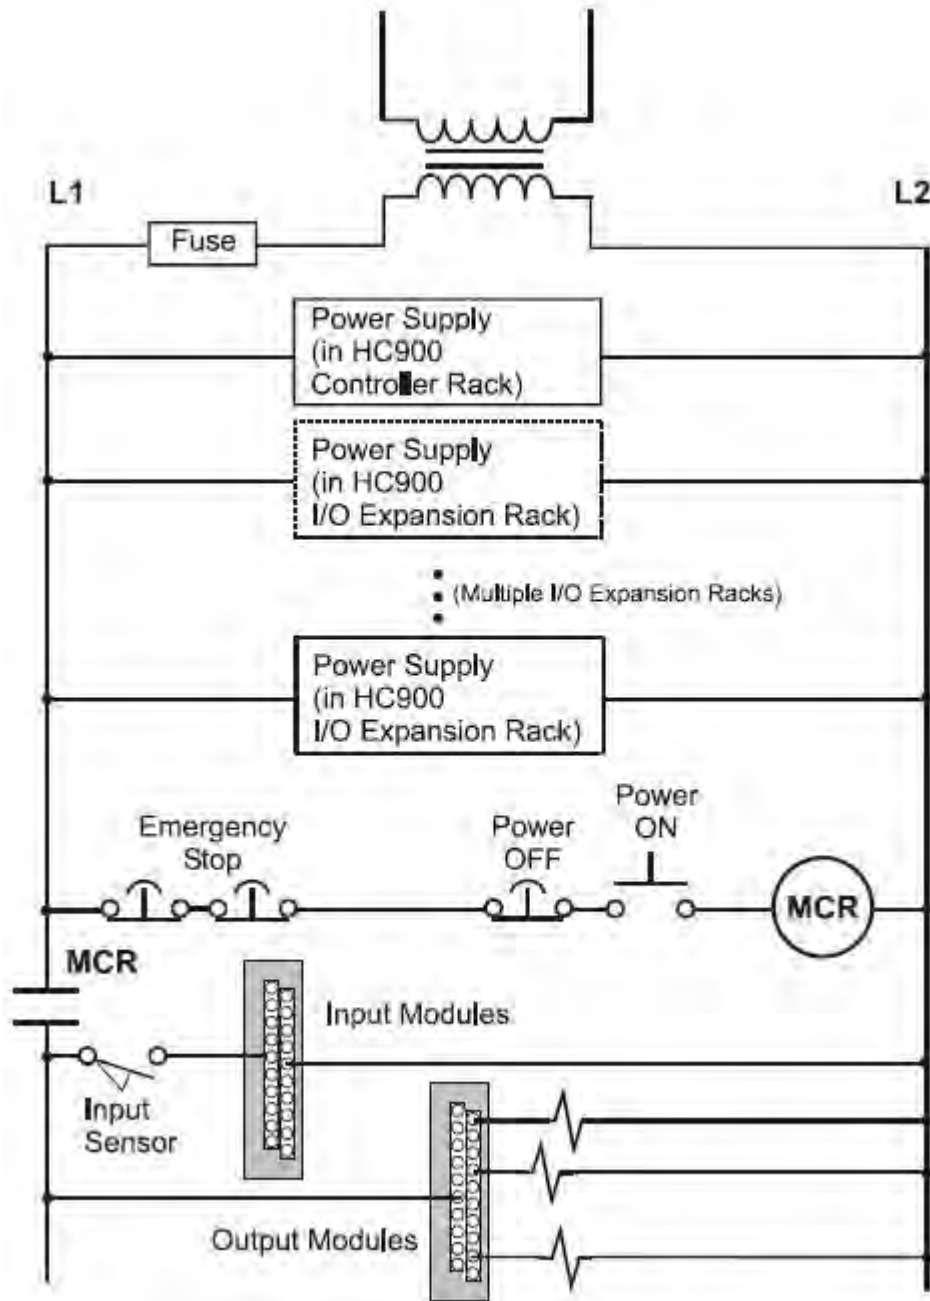 L1
L2
Fuse
Power Supply
(in HC900
Controller Rack)
Power Supply
(in HC900
I/O Expansion Rack)
(Multiple I/O Expansion Racks)
Power Supply
(in HC900
I/O Expansion Rack)
Emergency
Stop
Power
OFF
Power
ON
MCR
MCR
Input Modules
Input
Sensor
Output Modules